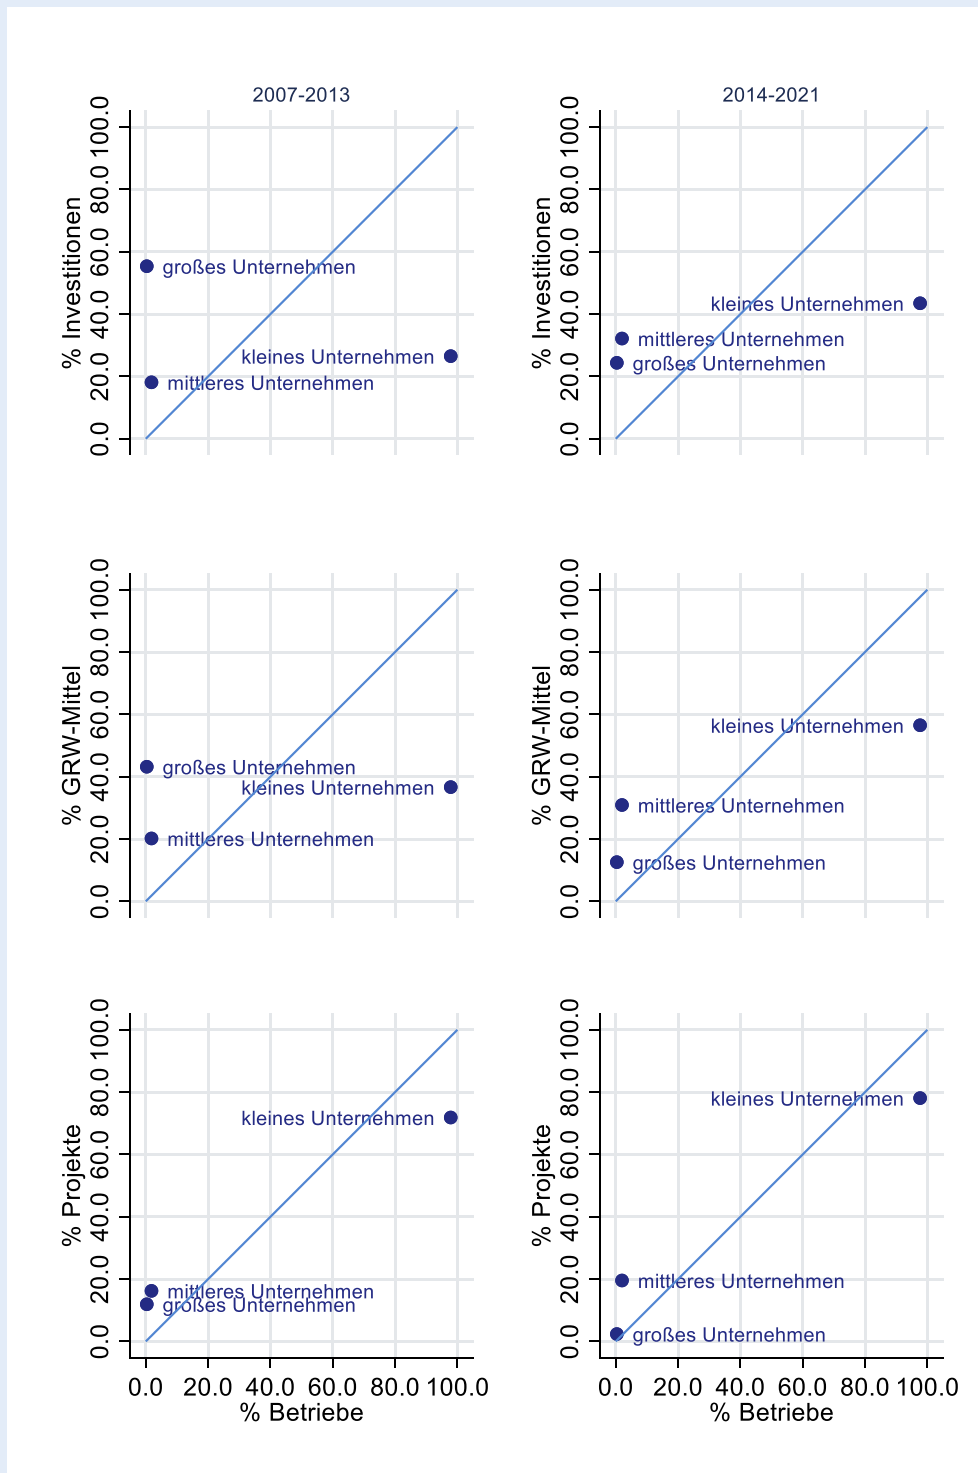 2007-2013
2014-2021
% Investitionen
100.0
80.0
60.0
40.0
20.0
0.0
großes Unternehmen
kleines Unternehmen
mittleres Unternehmen
% Investitionen
100.0
80.0
60.0
40.0
20.0
0.0
kleines Unternehmen
mittleres Unternehmen
großes Unternehmen
% GRW-Mittel
100.0
80.0
60.0
40.0
20.0
0.0
großes Unternehmen
kleines Unternehmen
mittleres Unternehmen
% GRW-Mittel
100.0
80.0
60.0
40.0
20.0
0.0
kleines Unternehmen
mittleres Unternehmen
großes Unternehmen
% Projekte
100.0
80.0
60.0
40.0
20.0
0.0
kleines Unternehmen
mittleres Unternehmen
großes Unternehmen
0.0 20.0 40.0 60.0 80.0 100.0
% Betriebe
% Projekte
100.0
80.0
60.0
40.0
20.0
0.0
kleines Unternehmen
mittleres Unternehmen
großes Unternehmen
0.0 20.0 40.0 60.0 80.0 100.0
% Betriebe